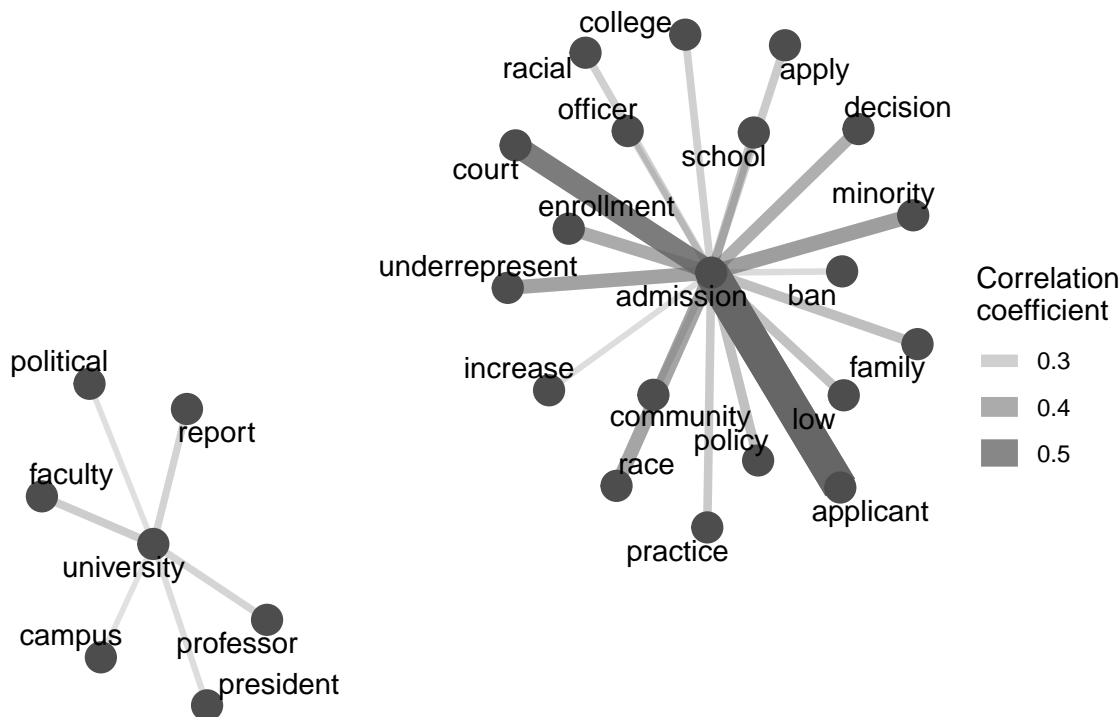 college
racial
apply
officer
decision
court
school
enrollment
minority
underrepresent
admission
ban
Correlation
coefficient
0.3
0.4
0.5
increase
family
community
low
policy
race
applicant
practice
political
report
faculty
university
campus
professor
president